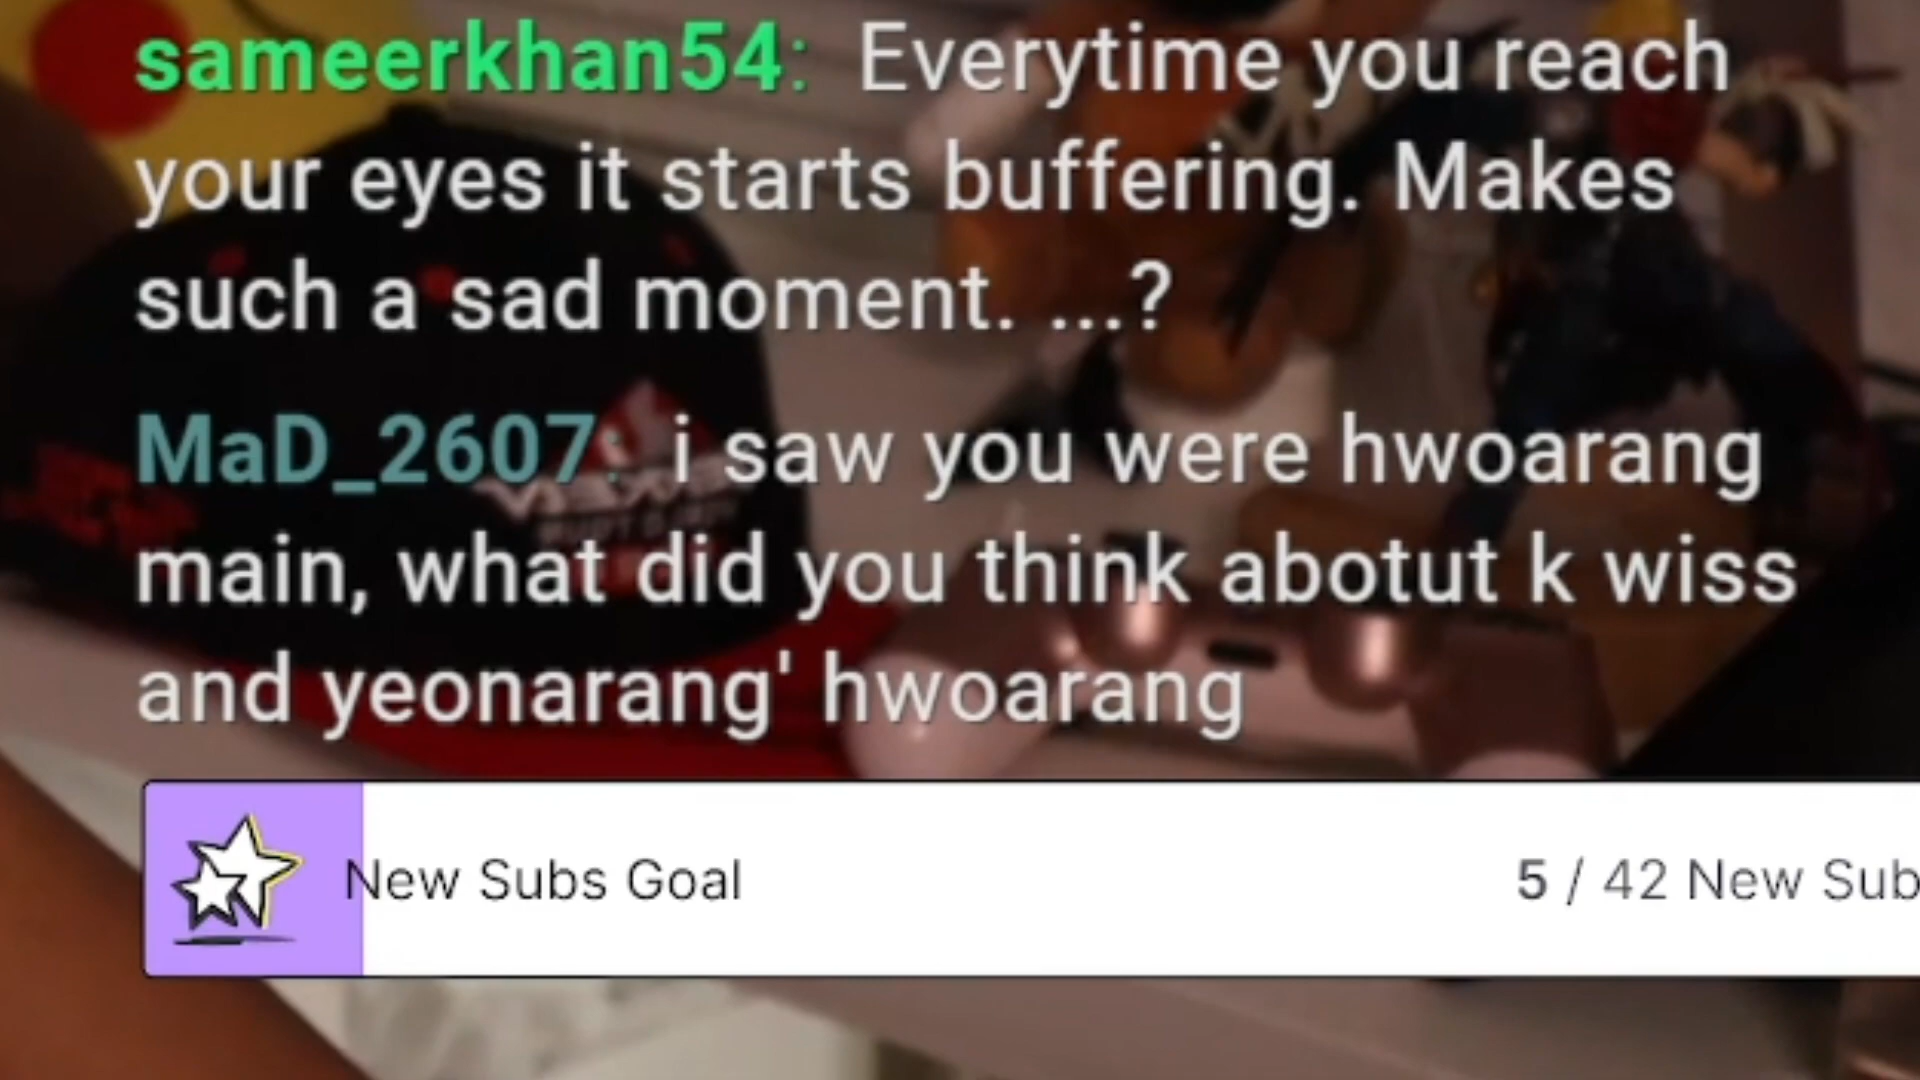 sameerkhan54: Everytime you reach
your eyes it starts buffering. Makes
such a sad moment. ...?
MaD_2607: i saw you were hwoarang
main, what did you think abotut k wiss
and yeonarang' hwoarang
New Subs Goal
5 / 42 New Sub